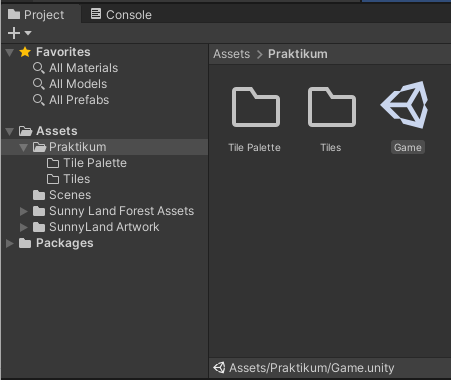 Project
Console
Favorites
All Materials
All Models
All Prefabs
Assets
Praktikum
Tile Palette
Tiles
Scenes
Sunny Land Forest Assets
SunnyLand Artwork
Packages
Assets > Praktikum
Tile Palette
Tiles
Game
Assets/Praktikum/Game.unity